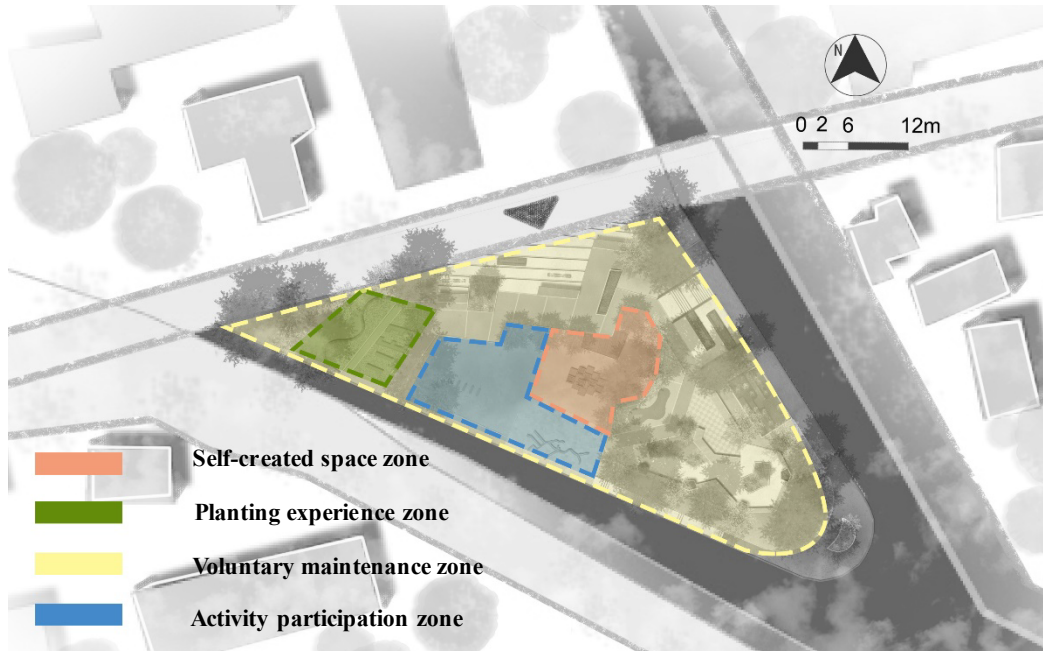 N
0 2 6 12m
Self-created space zone
Planting experience zone
Voluntary maintenance zone
Activity participation zone